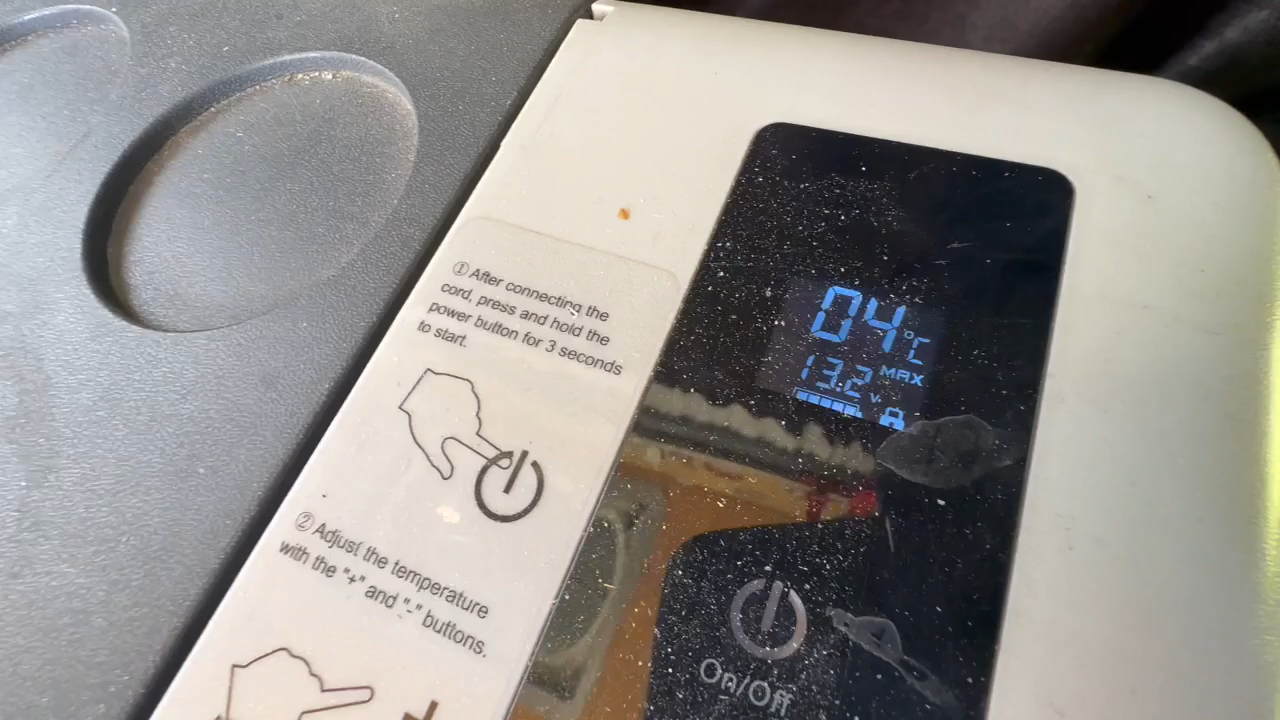 ① After connecting the
cord, press and hold the
power button for 3 seconds
to start.
② Adjust the temperature
with the "+" and "-" buttons.
04°C
MAX
13.2 v
On/Off